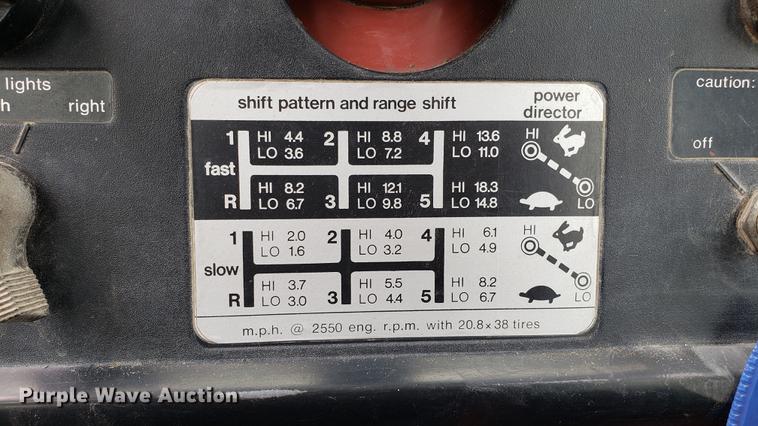 lights
h right
caution:
off
shift pattern and range shift
power
director
1 HI 4.4 2 HI 8.8 4 HI 13.6 HI
LO 3.6 LO 7.2 LO 11.0
fast
HI 8.2 HI 12.1 HI 18.3
R LO 6.7 3 LO 9.8 5 LO 14.8 LO
1 HI 2.0 2 HI 4.0 4 HI 6.1 HI
LO 1.6 LO 3.2 LO 4.9
slow
HI 3.7 HI 5.5 HI 8.2
R LO 3.0 3 LO 4.4 5 LO 6.7 LO
m.p.h. @ 2550 eng. r.p.m. with 20.8x38 tires
Purple Wave Auction